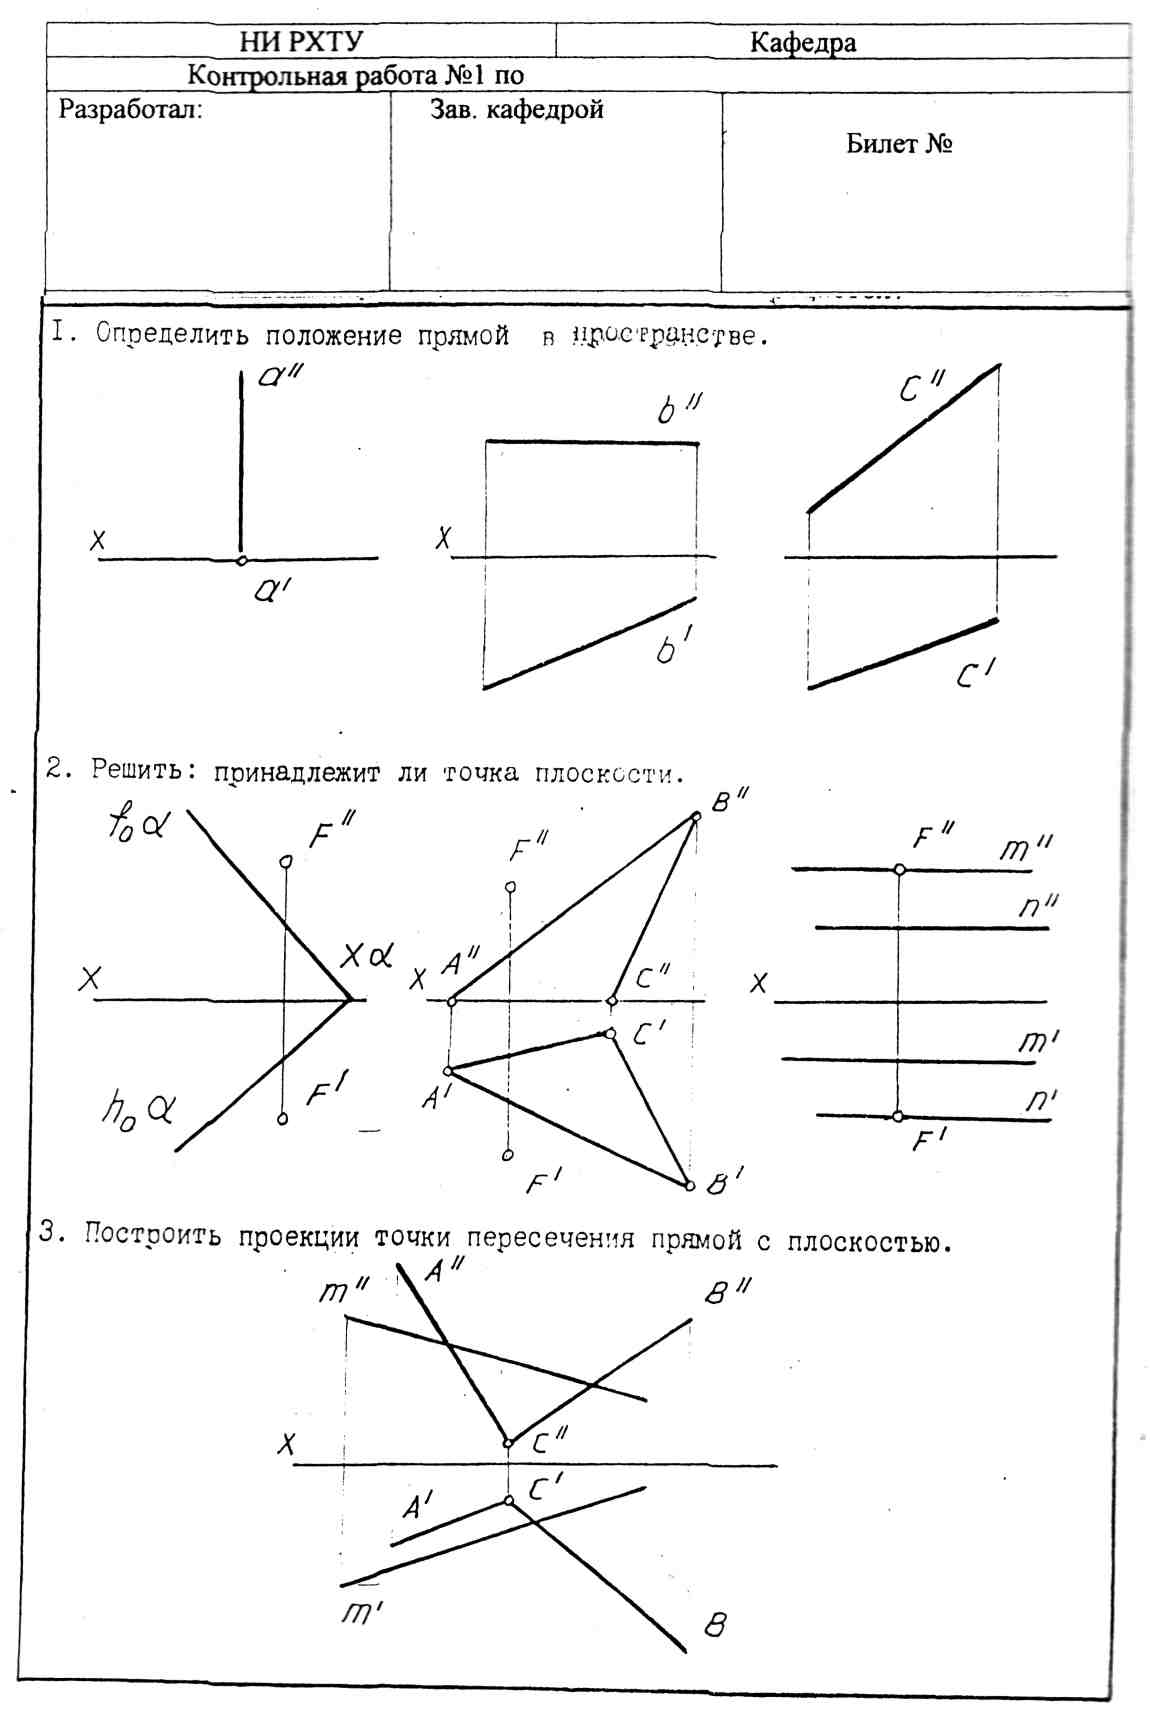 НИ РХТУ Кафедра
Контрольная работа №1 по
Разработал: Зав. кафедрой
Билет №
1. Определить положение прямой в пространстве.
a" b" c"
X X
a' b' c'
2. Решить: принадлежит ли точка плоскости.
f₀α F" F" B" F" m"
n"
X Xα X A" C" X
C' m'
h₀α F' A' n'
F' B' F'
3. Построить проекции точки пересечения прямой с плоскостью.
m" A" B"
X C"
A' C'
m' B